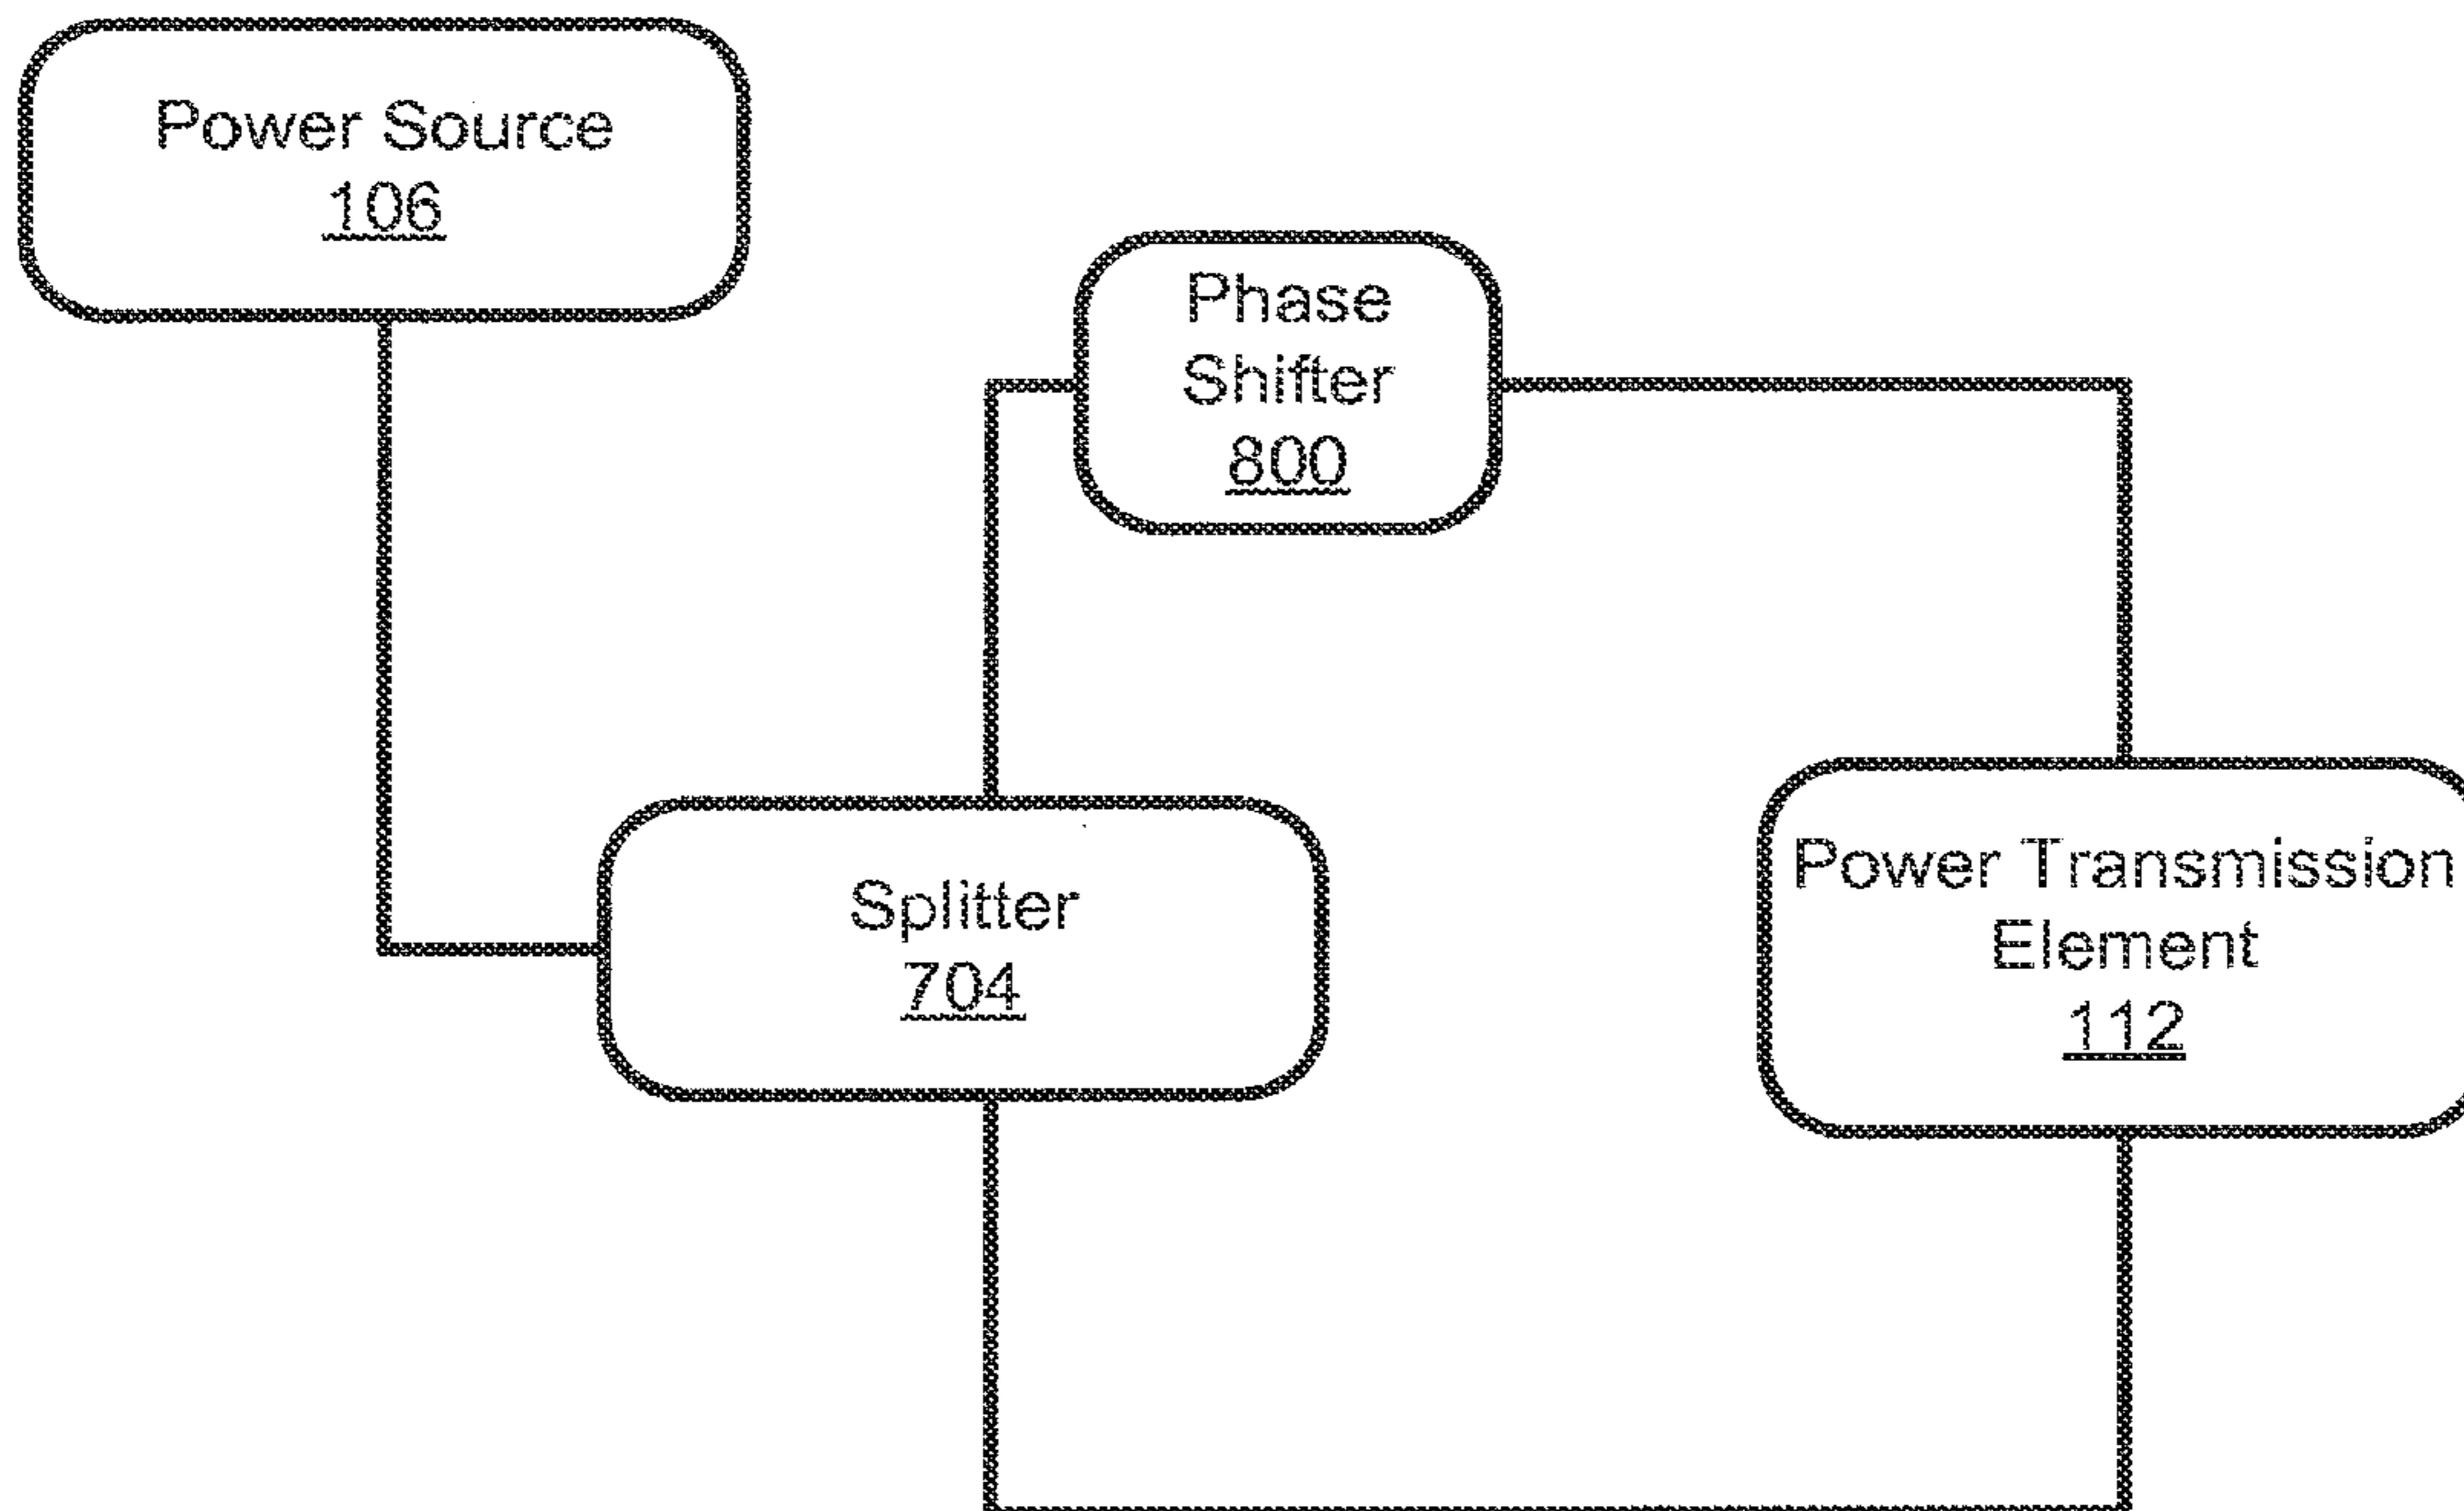 Power Source
106
Phase
Shifter
800
Splitter
704
Power Transmission
Element
112